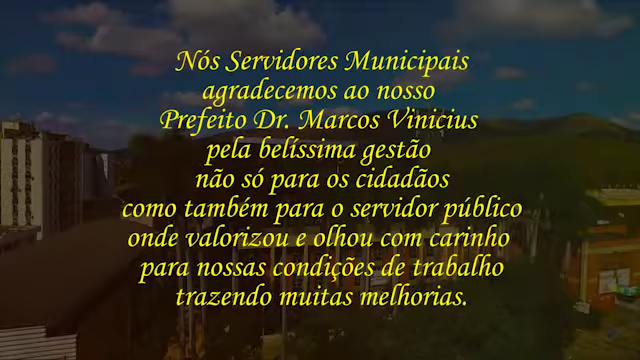 Nós Servidores Municipais
agradecemos ao nosso
Prefeito Dr. Marcos Vinicius
pela belíssima gestão
não só para os cidadãos
como também para o servidor público
onde valorizou e olhou com carinho
para nossas condições de trabalho
trazendo muitas melhorias.